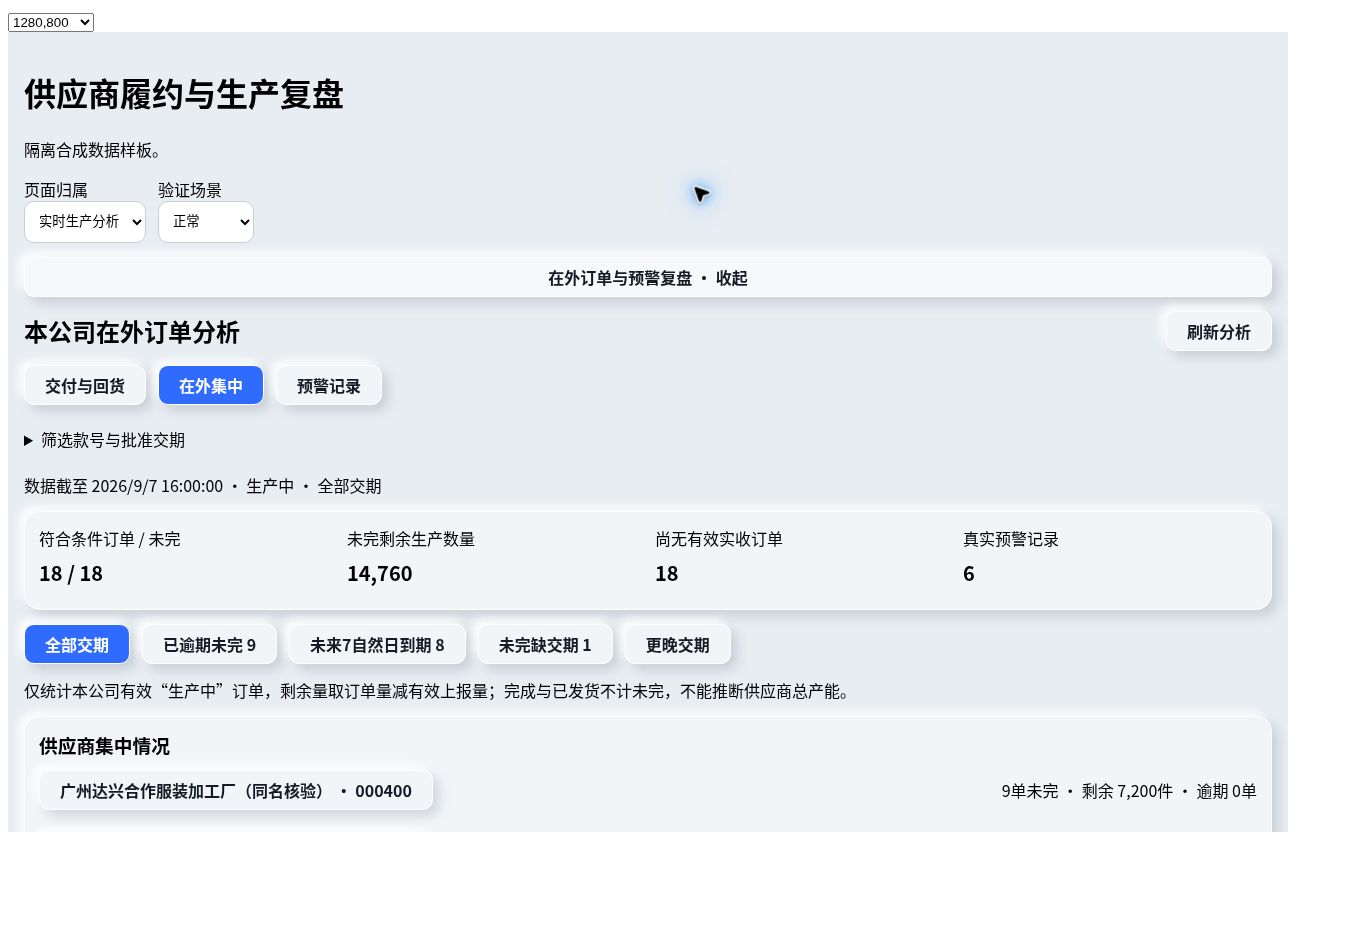 1280,800
供应商履约与生产复盘
隔离合成数据样板。
页面归属 验证场景
实时生产分析 正常
在外订单与预警复盘 · 收起
本公司在外订单分析 刷新分析
交付与回货 在外集中 预警记录
筛选款号与批准交期
数据截至 2026/9/7 16:00:00 · 生产中 · 全部交期
符合条件订单 / 未完 未完剩余生产数量 尚无有效实收订单 真实预警记录
18 / 18 14,760 18 6
全部交期 已逾期未完 9 未来7自然日到期 8 未完缺交期 1 更晚交期
仅统计本公司有效“生产中”订单，剩余量取订单量减有效上报量；完成与已发货不计未完，不能推断供应商总产能。
供应商集中情况
广州达兴合作服装加工厂（同名核验） · 000400 9单未完 · 剩余 7,200件 · 逾期 0单